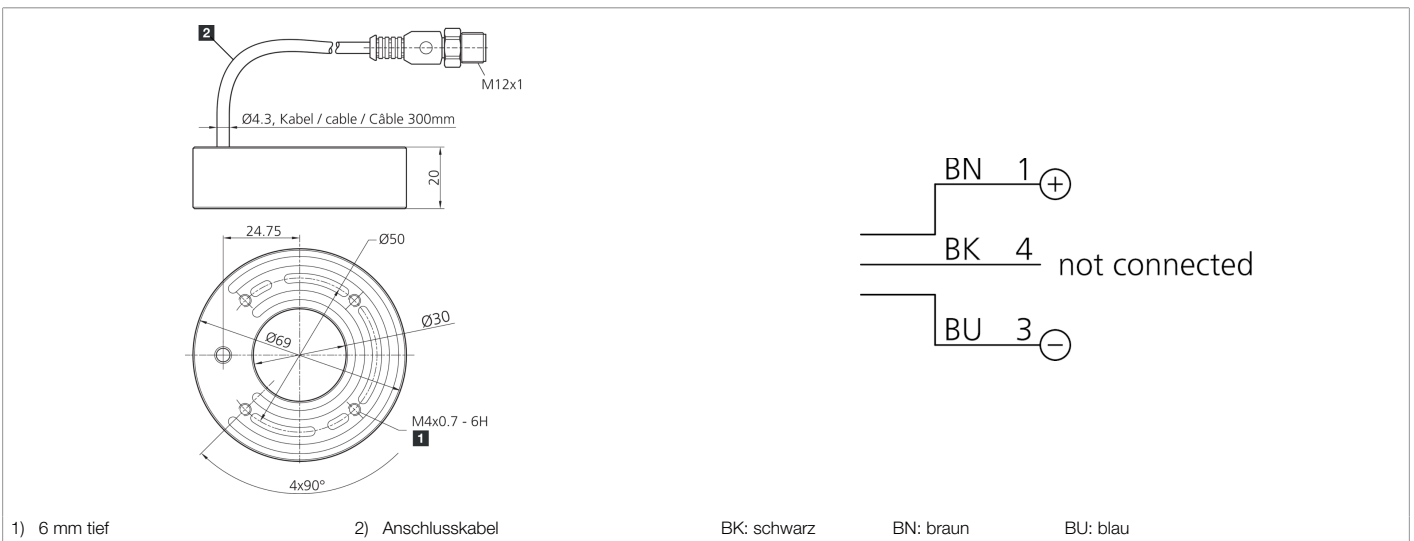 2
M12x1
Ø4.3, Kabel / cable / Câble 300mm
20
24.75
Ø50
Ø30
Ø69
M4x0.7 - 6H
1
4x90°
BN 1 +
BK 4 not connected
BU 3 −
1) 6 mm tief 2) Anschlusskabel BK: schwarz BN: braun BU: blau